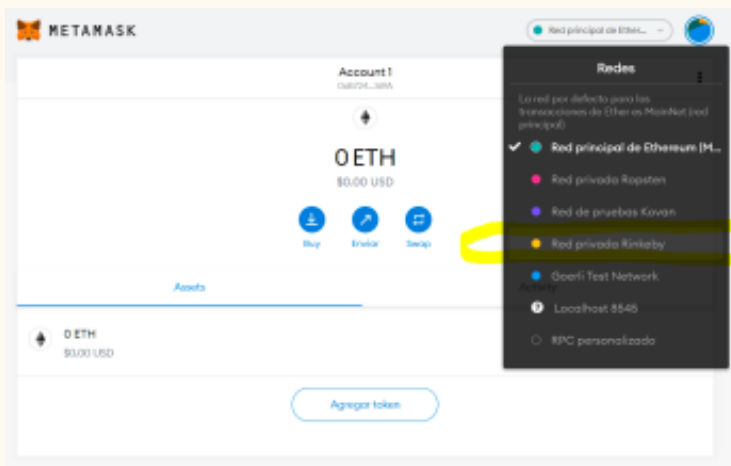 METAMASK
Red principal de Ether...
Account 1
0 ETH
$0.00 USD
Buy
Enviar
Swap
Assets
0 ETH
$0.00 USD
Agregar token
Redes
La red por defecto para las
transacciones de Ether es MainNet (red
principal)
Red principal de Ethereum (M...
Red privada Ropsten
Red de pruebas Kovan
Red privada Rinkeby
Goerli Test Network
Localhost 8545
RPC personalizado